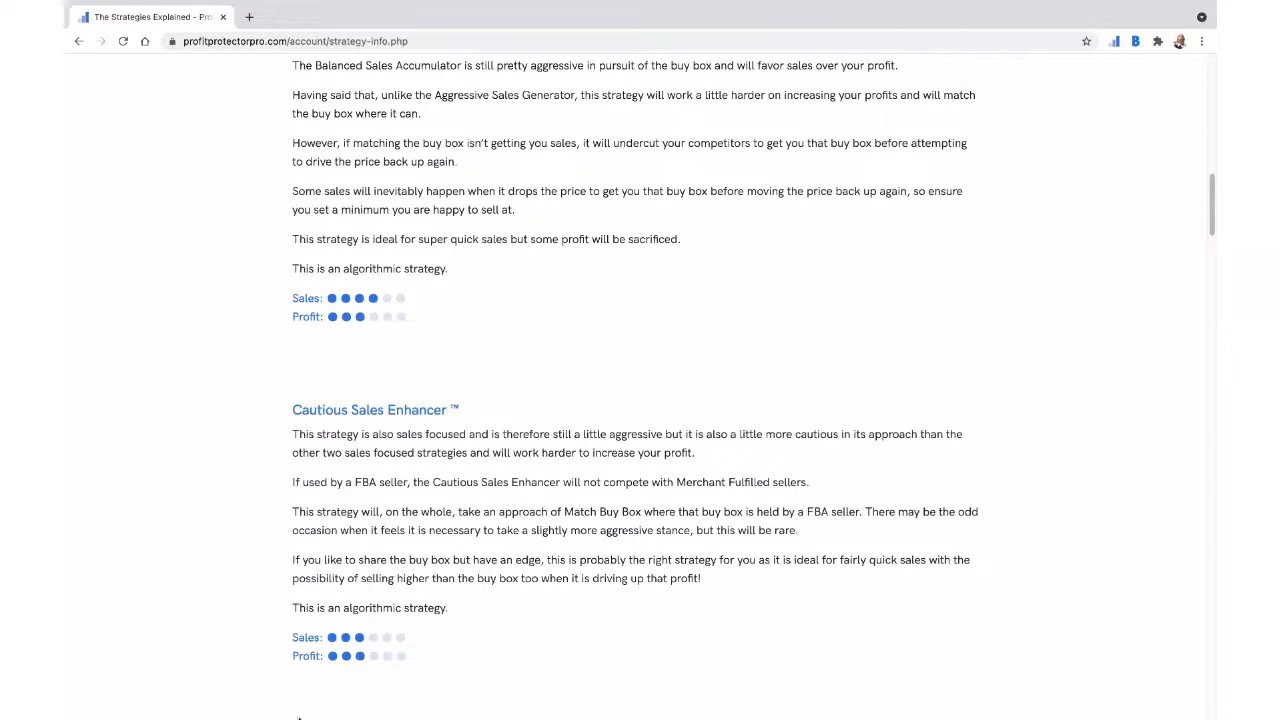 The Strategies Explained - Pro
profitprotectorpro.com/account/strategy-info.php
The Balanced Sales Accumulator is still pretty aggressive in pursuit of the buy box and will favor sales over your profit.
Having said that, unlike the Aggressive Sales Generator, this strategy will work a little harder on increasing your profits and will match
the buy box where it can.
However, if matching the buy box isn't getting you sales, it will undercut your competitors to get you that buy box before attempting
to drive the price back up again.
Some sales will inevitably happen when it drops the price to get you that buy box before moving the price back up again, so ensure
you set a minimum you are happy to sell at.
This strategy is ideal for super quick sales but some profit will be sacrificed.
This is an algorithmic strategy.
Sales:
Profit:
Cautious Sales Enhancer ™
This strategy is also sales focused and is therefore still a little aggressive but it is also a little more cautious in its approach than the
other two sales focused strategies and will work harder to increase your profit.
If used by a FBA seller, the Cautious Sales Enhancer will not compete with Merchant Fulfilled sellers.
This strategy will, on the whole, take an approach of Match Buy Box where that buy box is held by a FBA seller. There may be the odd
occasion when it feels it is necessary to take a slightly more aggressive stance, but this will be rare.
If you like to share the buy box but have an edge, this is probably the right strategy for you as it is ideal for fairly quick sales with the
possibility of selling higher than the buy box too when it is driving up that profit!
This is an algorithmic strategy.
Sales:
Profit: